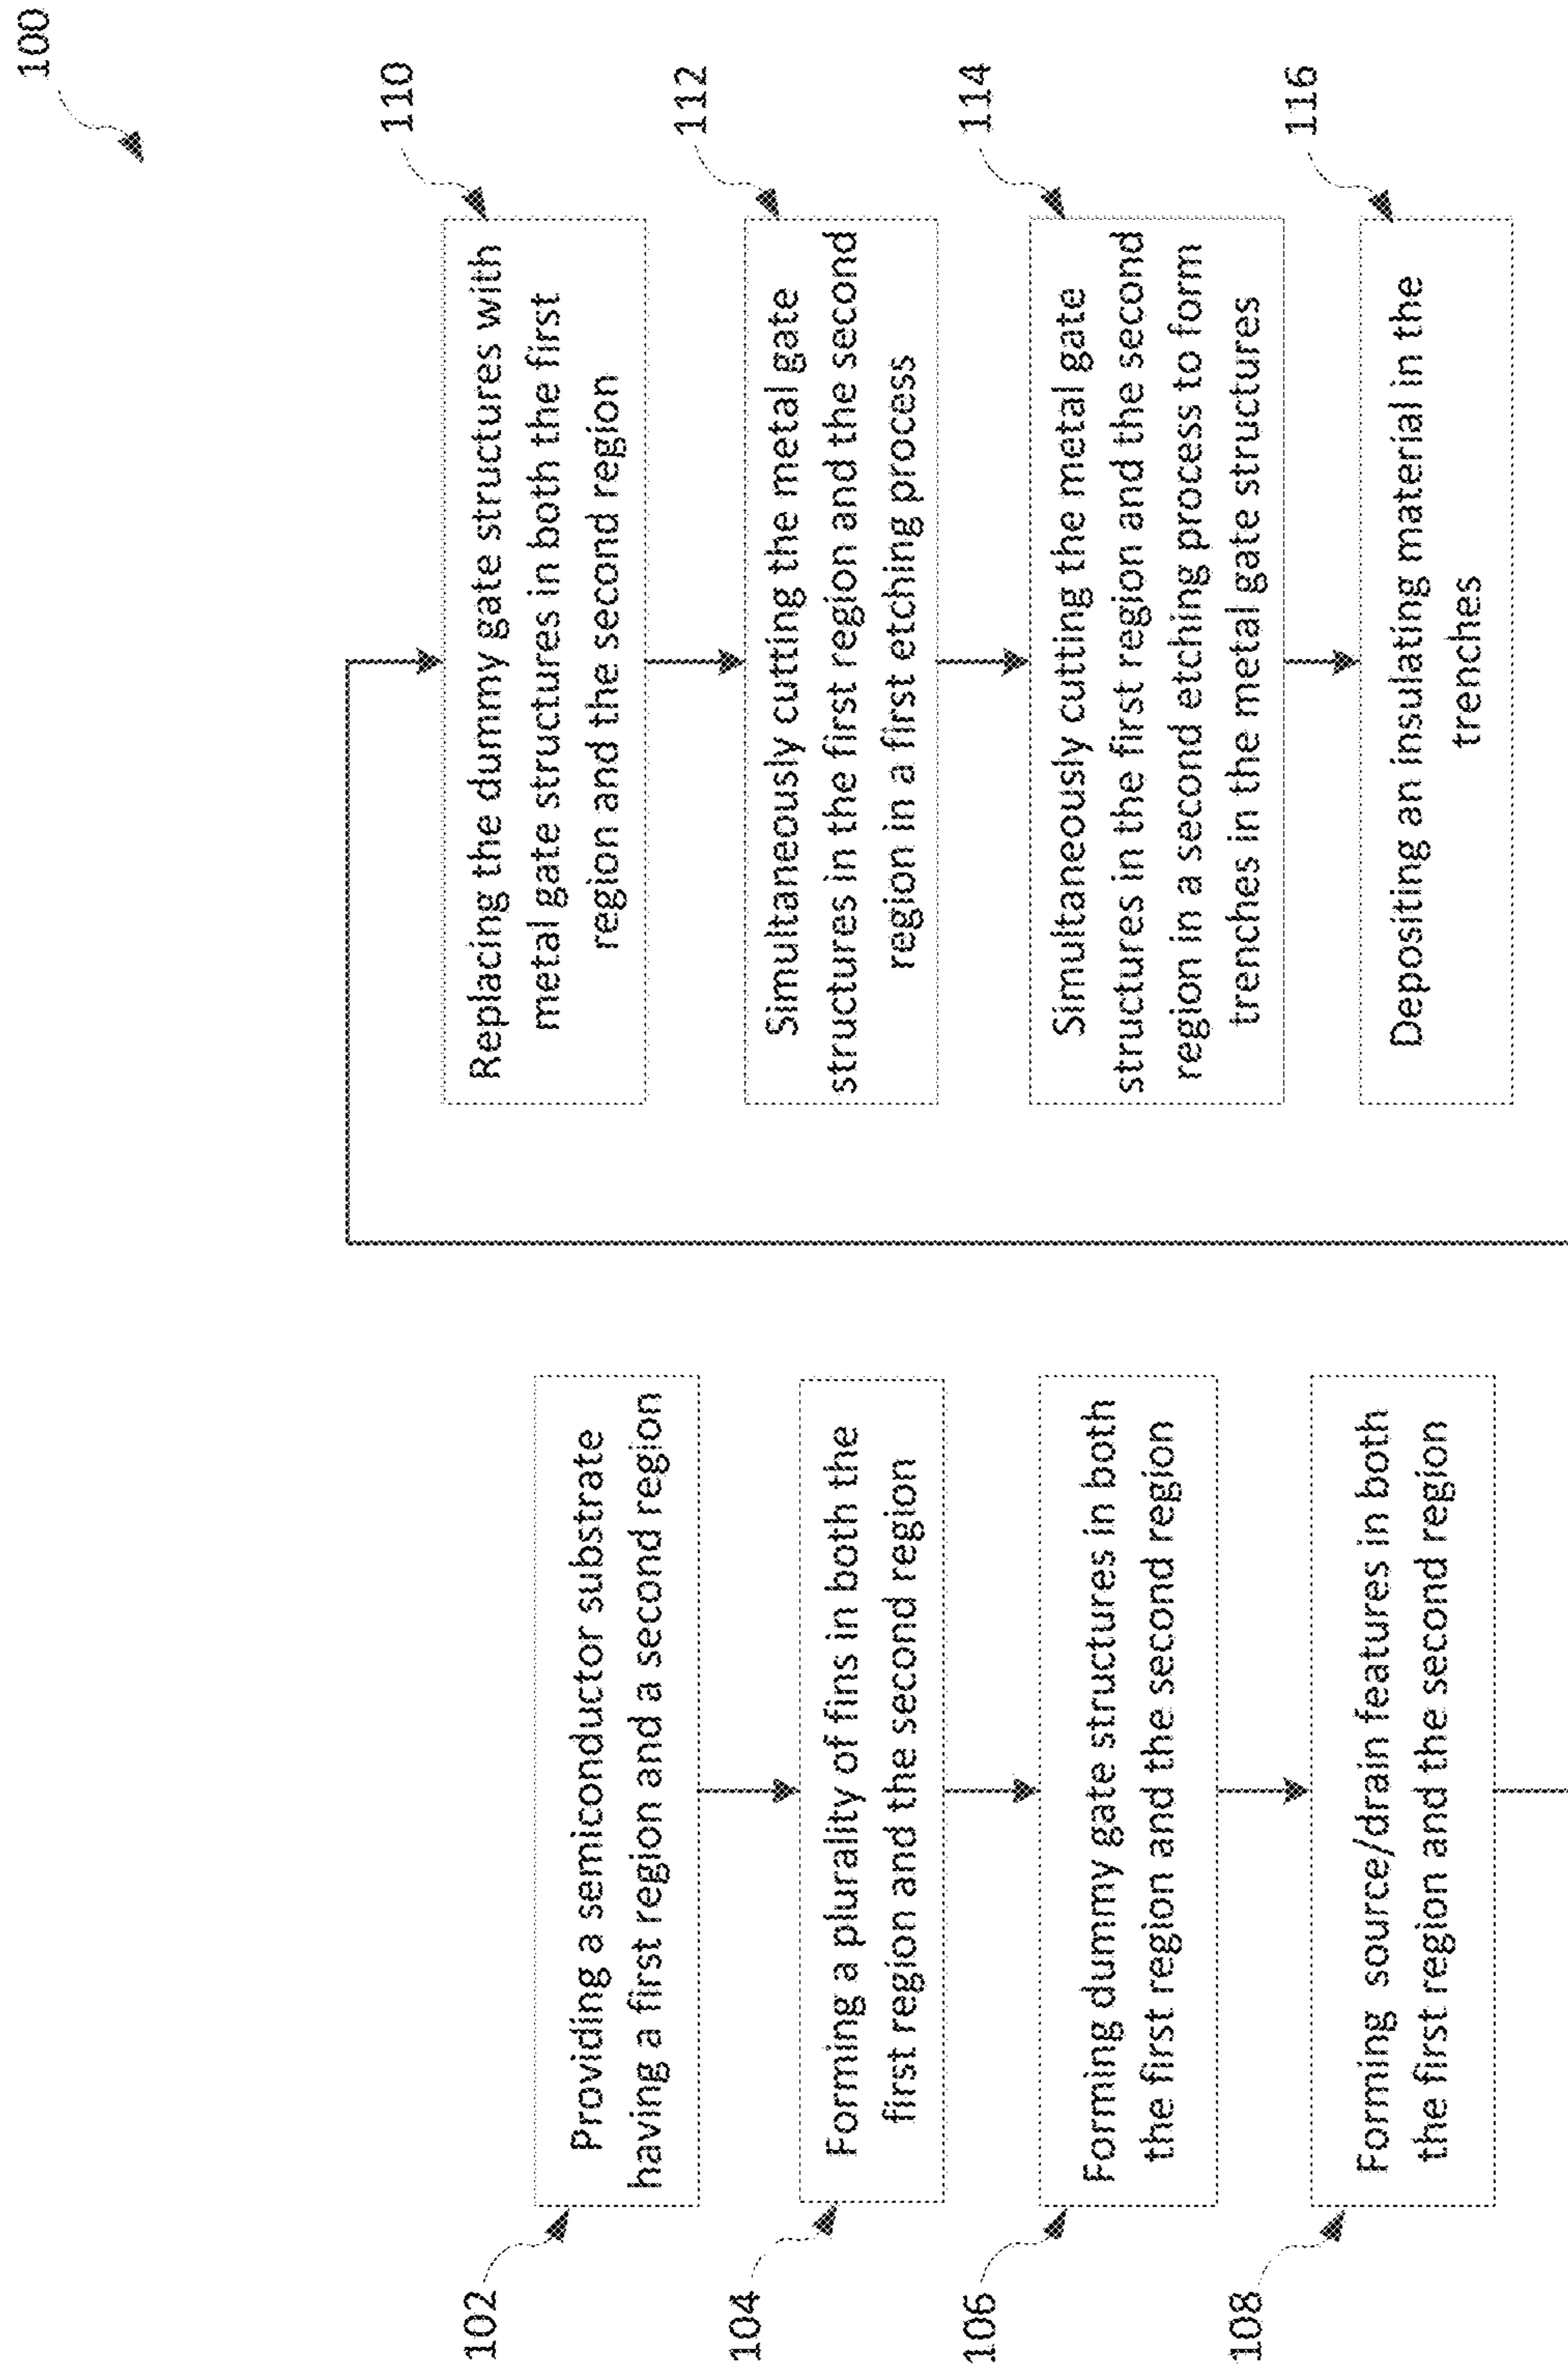 100
102
Providing a semiconductor substrate
having a first region and a second region
104
Forming a plurality of fins in both the
first region and the second region
106
Forming dummy gate structures in both
the first region and the second region
108
Forming source/drain features in both
the first region and the second region
110
Replacing the dummy gate structures with
metal gate structures in both the first
region and the second region
112
Simultaneously cutting the metal gate
structures in the first region and the second
region in a first etching process
114
Simultaneously cutting the metal gate
structures in the first region and the second
region in a second etching process to form
trenches in the metal gate structures
116
Depositing an insulating material in the
trenches